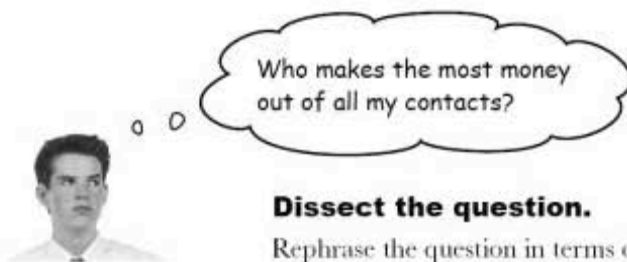 Who makes the most money
out of all my contacts?
Dissect the question.
Rephrase the question in terms